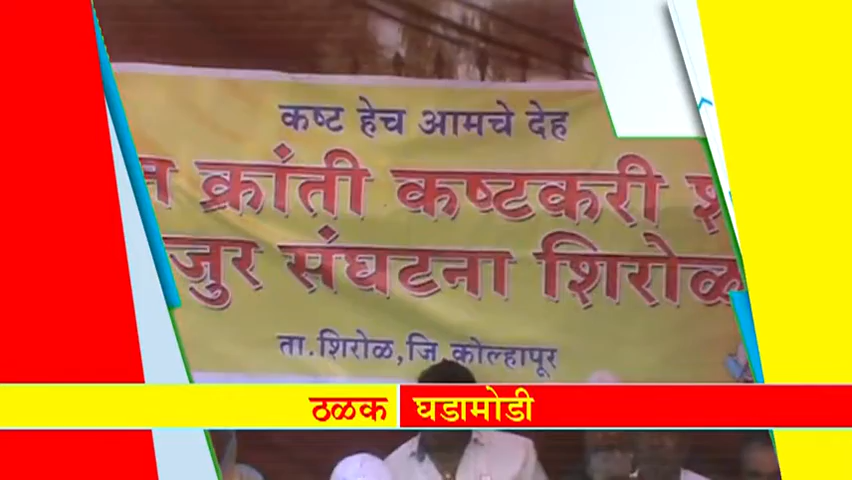 कष्ट हेच आमचे देह
क्रांती कष्टकरी
संघटना शिरोळ
ता.शिरोळ,जि.कोल्हापूर
ठळक घडामोडी